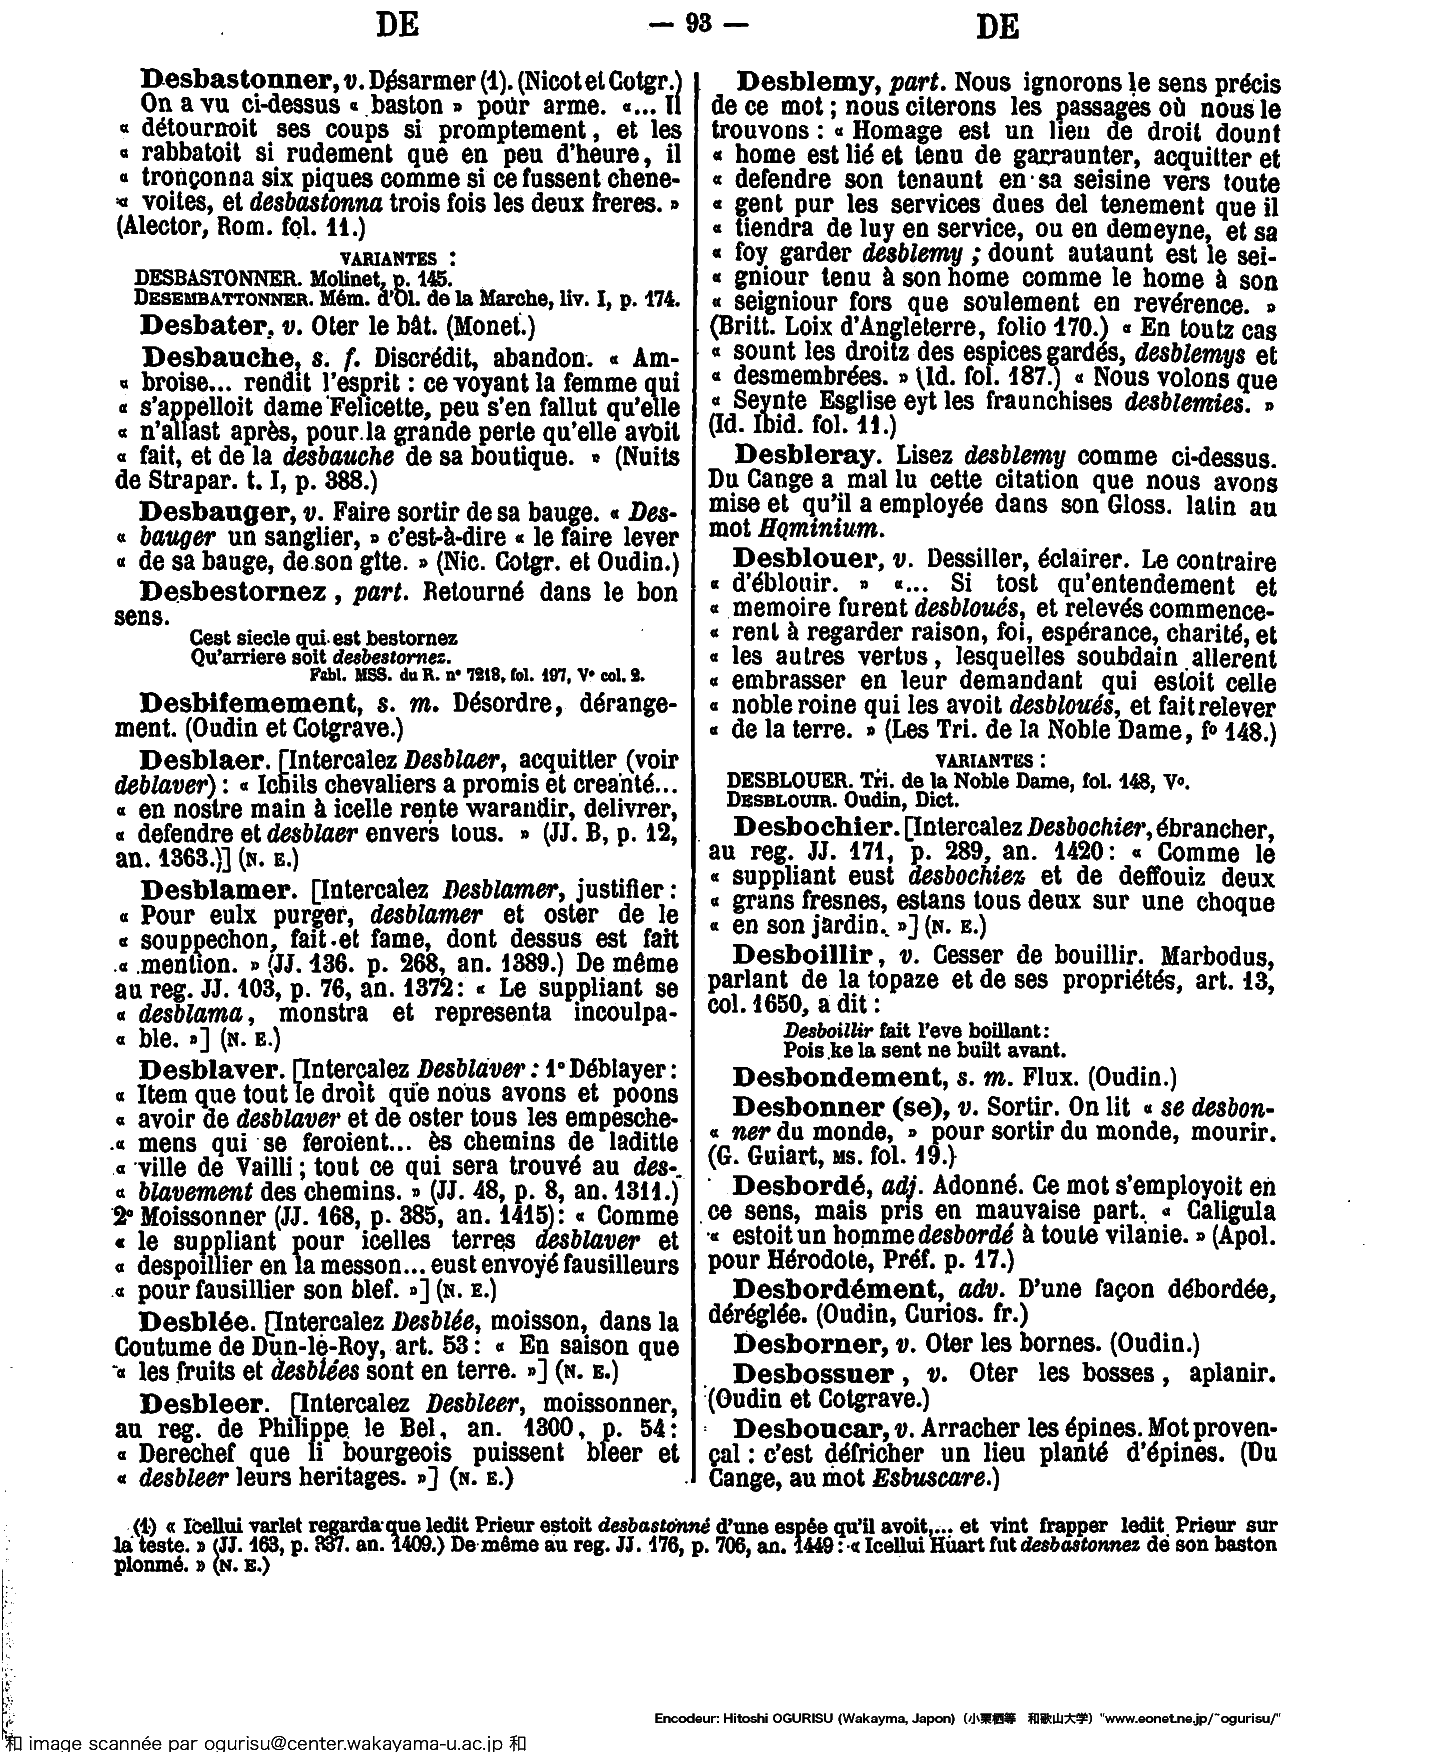 DE
— 93 —
DE
Desbastonner, v. Désarmer (1). (Nicot et Cotgr.)
On a vu ci-dessus « baston » pour arme. «... Il
« détournoit ses coups si promptement, et les
« rabbatoit si rudement que en peu d'heure, il
« tronçonna six piques comme si ce fussent chene-
« voites, et desbastonna trois fois les deux freres. »
(Alector, Rom. fol. 11.)
VARIANTES :
DESBASTONNER. Molinet, p. 145.
DESEMBATTONNER. Mém. d'Ol. de la Marche, liv. I, p. 174.
Desbater, v. Oter le bât. (Monet.)
Desbauche, s. f. Discrédit, abandon. « Am-
« broise... rendit l'esprit : ce voyant la femme qui
« s'appelloit dame Felicette, peu s'en fallut qu'elle
« n'allast après, pour la grande perte qu'elle avoit
« fait, et de la desbauche de sa boutique. » (Nuits
de Strapar. t. I, p. 388.)
Desbauger, v. Faire sortir de sa bauge. « Des-
« bauger un sanglier, » c'est-à-dire « le faire lever
« de sa bauge, de son gîte. » (Nic. Cotgr. et Oudin.)
Desbestornez, part. Retourné dans le bon
sens.
Cest siecle qui est bestornez
Qu'arriere soit desbestornez.
Fabl. MSS. du R. n° 7218, fol. 197, V° col. 2.
Desbifemement, s. m. Désordre, dérange-
ment. (Oudin et Cotgrave.)
Desblaer. [Intercalez Desblaer, acquitter (voir
deblaver) : « Ichils chevaliers a promis et creanté...
« en nostre main à icelle rente warandir, delivrer,
« defendre et desblaer envers tous. » (JJ. B, p. 12,
an. 1363.)] (N. E.)
Desblamer. [Intercalez Desblamer, justifier :
« Pour eulx purger, desblamer et oster de le
« souppechon, fait et fame, dont dessus est fait
« mention. » (JJ. 136. p. 268, an. 1389.) De même
au reg. JJ. 103, p. 76, an. 1372 : « Le suppliant se
« desblama, monstra et representa incoulpa-
« ble. »] (N. E.)
Desblaver. [Intercalez Desblaver : 1° Déblayer :
« Item que tout le droit que nous avons et poons
« avoir de desblaver et de oster tous les empesche-
« mens qui se feroient... ès chemins de laditte
« ville de Vailli ; tout ce qui sera trouvé au des-
« blavement des chemins. » (JJ. 48, p. 8, an. 1311.)
2° Moissonner (JJ. 168, p. 385, an. 1415) : « Comme
« le suppliant pour icelles terres desblaver et
« despoillier en la messon... eust envoyé fausilleurs
« pour fausillier son blef. »] (N. E.)
Desblée. [Intercalez Desblée, moisson, dans la
Coutume de Dun-le-Roy, art. 53 : « En saison que
« les fruits et desblées sont en terre. »] (N. E.)
Desbleer. [Intercalez Desbleer, moissonner,
au reg. de Philippe le Bel, an. 1300, p. 54 :
« Derechef que li bourgeois puissent bleer et
« desbleer leurs heritages. »] (N. E.)
Desblemy, part. Nous ignorons le sens précis
de ce mot ; nous citerons les passages où nous le
trouvons : « Homage est un lieu de droit dount
« home est lié et tenu de garraunter, acquitter et
« defendre son tenaunt en sa seisine vers toute
« gent pur les services dues del tenement que il
« tiendra de luy en service, ou en demeyne, et sa
« foy garder desblemy ; dount autaunt est le sei-
« gniour tenu à son home comme le home à son
« seigniour fors que soulement en revérence. »
(Britt. Loix d'Angleterre, folio 170.) « En toutz cas
« sount les droitz des espices gardés, desblemys et
« desmembrées. » (Id. fol. 187.) « Nous volons que
« Seynte Esglise eyt les fraunchises desblemies. »
(Id. Ibid. fol. 11.)
Desbleray. Lisez desblemy comme ci-dessus.
Du Cange a mal lu cette citation que nous avons
mise et qu'il a employée dans son Gloss. latin au
mot Hominium.
Desblouer, v. Dessiller, éclairer. Le contraire
« d'éblouir. » «... Si tost qu'entendement et
« memoire furent desbloués, et relevés commence-
« rent à regarder raison, foi, espérance, charité, et
« les autres vertus, lesquelles soubdain allerent
« embrasser en leur demandant qui estoit celle
« noble roine qui les avoit desbloués, et fait relever
« de la terre. » (Les Tri. de la Noble Dame, f° 148.)
VARIANTES :
DESBLOUER. Tri. de la Noble Dame, fol. 148, V°.
DESBLOUIR. Oudin, Dict.
Desbochier. [Intercalez Desbochier, ébrancher,
au reg. JJ. 171, p. 289, an. 1420 : « Comme le
« suppliant eust desbochiez et de deffouiz deux
« grans fresnes, estans tous deux sur une choque
« en son jardin. »] (N. E.)
Desboillir, v. Cesser de bouillir. Marbodus,
parlant de la topaze et de ses propriétés, art. 13,
col. 1650, a dit :
Desboillir fait l'eve boillant :
Pois ke la sent ne built avant.
Desbondement, s. m. Flux. (Oudin.)
Desbonner (se), v. Sortir. On lit « se desbon-
« ner du monde, » pour sortir du monde, mourir.
(G. Guiart, MS. fol. 19.)
Desbordé, adj. Adonné. Ce mot s'employoit en
ce sens, mais pris en mauvaise part. « Caligula
« estoit un homme desbordé à toute vilanie. » (Apol.
pour Hérodote, Préf. p. 17.)
Desbordément, adv. D'une façon débordée,
déréglée. (Oudin, Curios. fr.)
Desborner, v. Oter les bornes. (Oudin.)
Desbossuer, v. Oter les bosses, aplanir.
(Oudin et Cotgrave.)
Desboucar, v. Arracher les épines. Mot proven-
çal : c'est défricher un lieu planté d'épines. (Du
Cange, au mot Esbuscare.)
(1) « Icellui varlet regarda que ledit Prieur estoit desbastonné d'une espée qu'il avoit,... et vint frapper ledit Prieur sur
la teste. » (JJ. 163, p. 337. an. 1409.) De même au reg. JJ. 176, p. 706, an. 1449 : « Icellui Huart fut desbastonnez de son baston
plonmé. » (N. E.)
Encodeur: Hitoshi OGURISU (Wakayma, Japon) (小栗栖等 和歌山大学) "www.eonet.ne.jp/~ogurisu/"
和 image scannée par ogurisu@center.wakayama-u.ac.jp 和